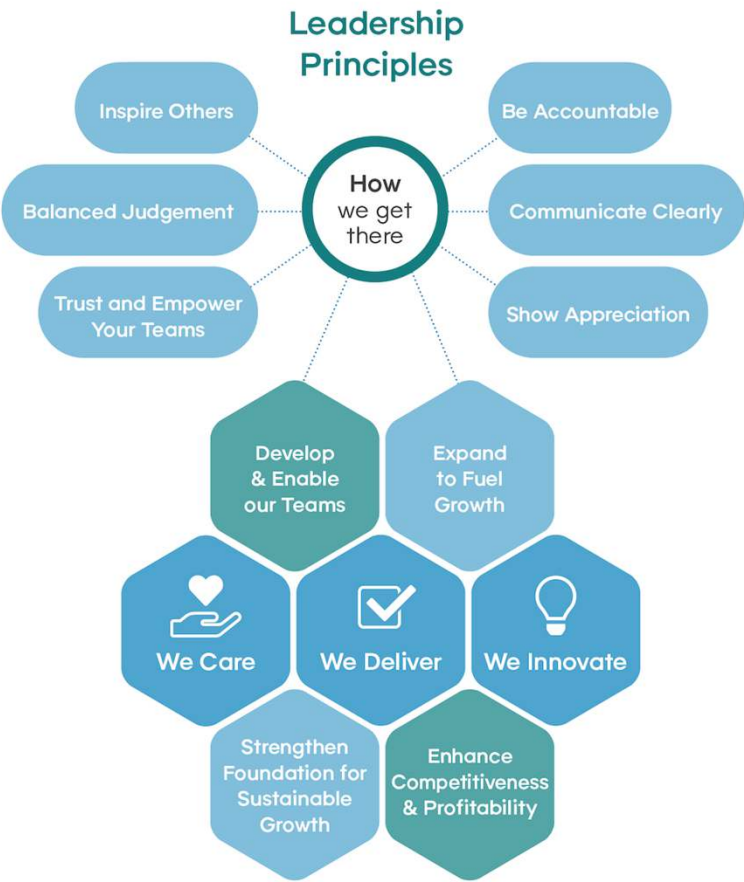 Leadership
Principles
Inspire Others
Be Accountable
How
we get
there
Balanced Judgement
Communicate Clearly
Trust and Empower
Your Teams
Show Appreciation
Develop
& Enable
our Teams
Expand
to Fuel
Growth
We Care
We Deliver
We Innovate
Strengthen
Foundation for
Sustainable
Growth
Enhance
Competitiveness
& Profitability